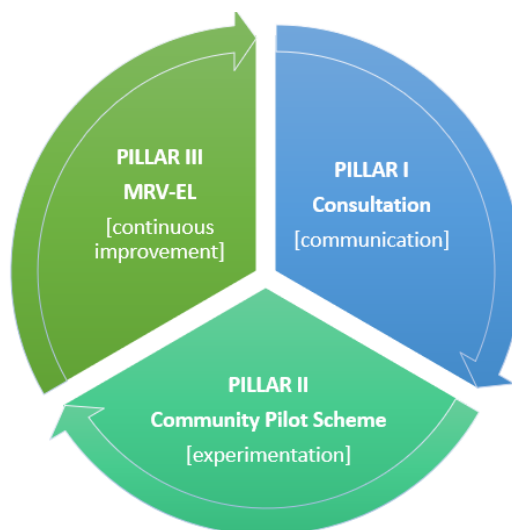 PILLAR I
Consultation
[communication]
PILLAR II
Community Pilot Scheme
[experimentation]
PILLAR III
MRV-EL
[continuous
improvement]